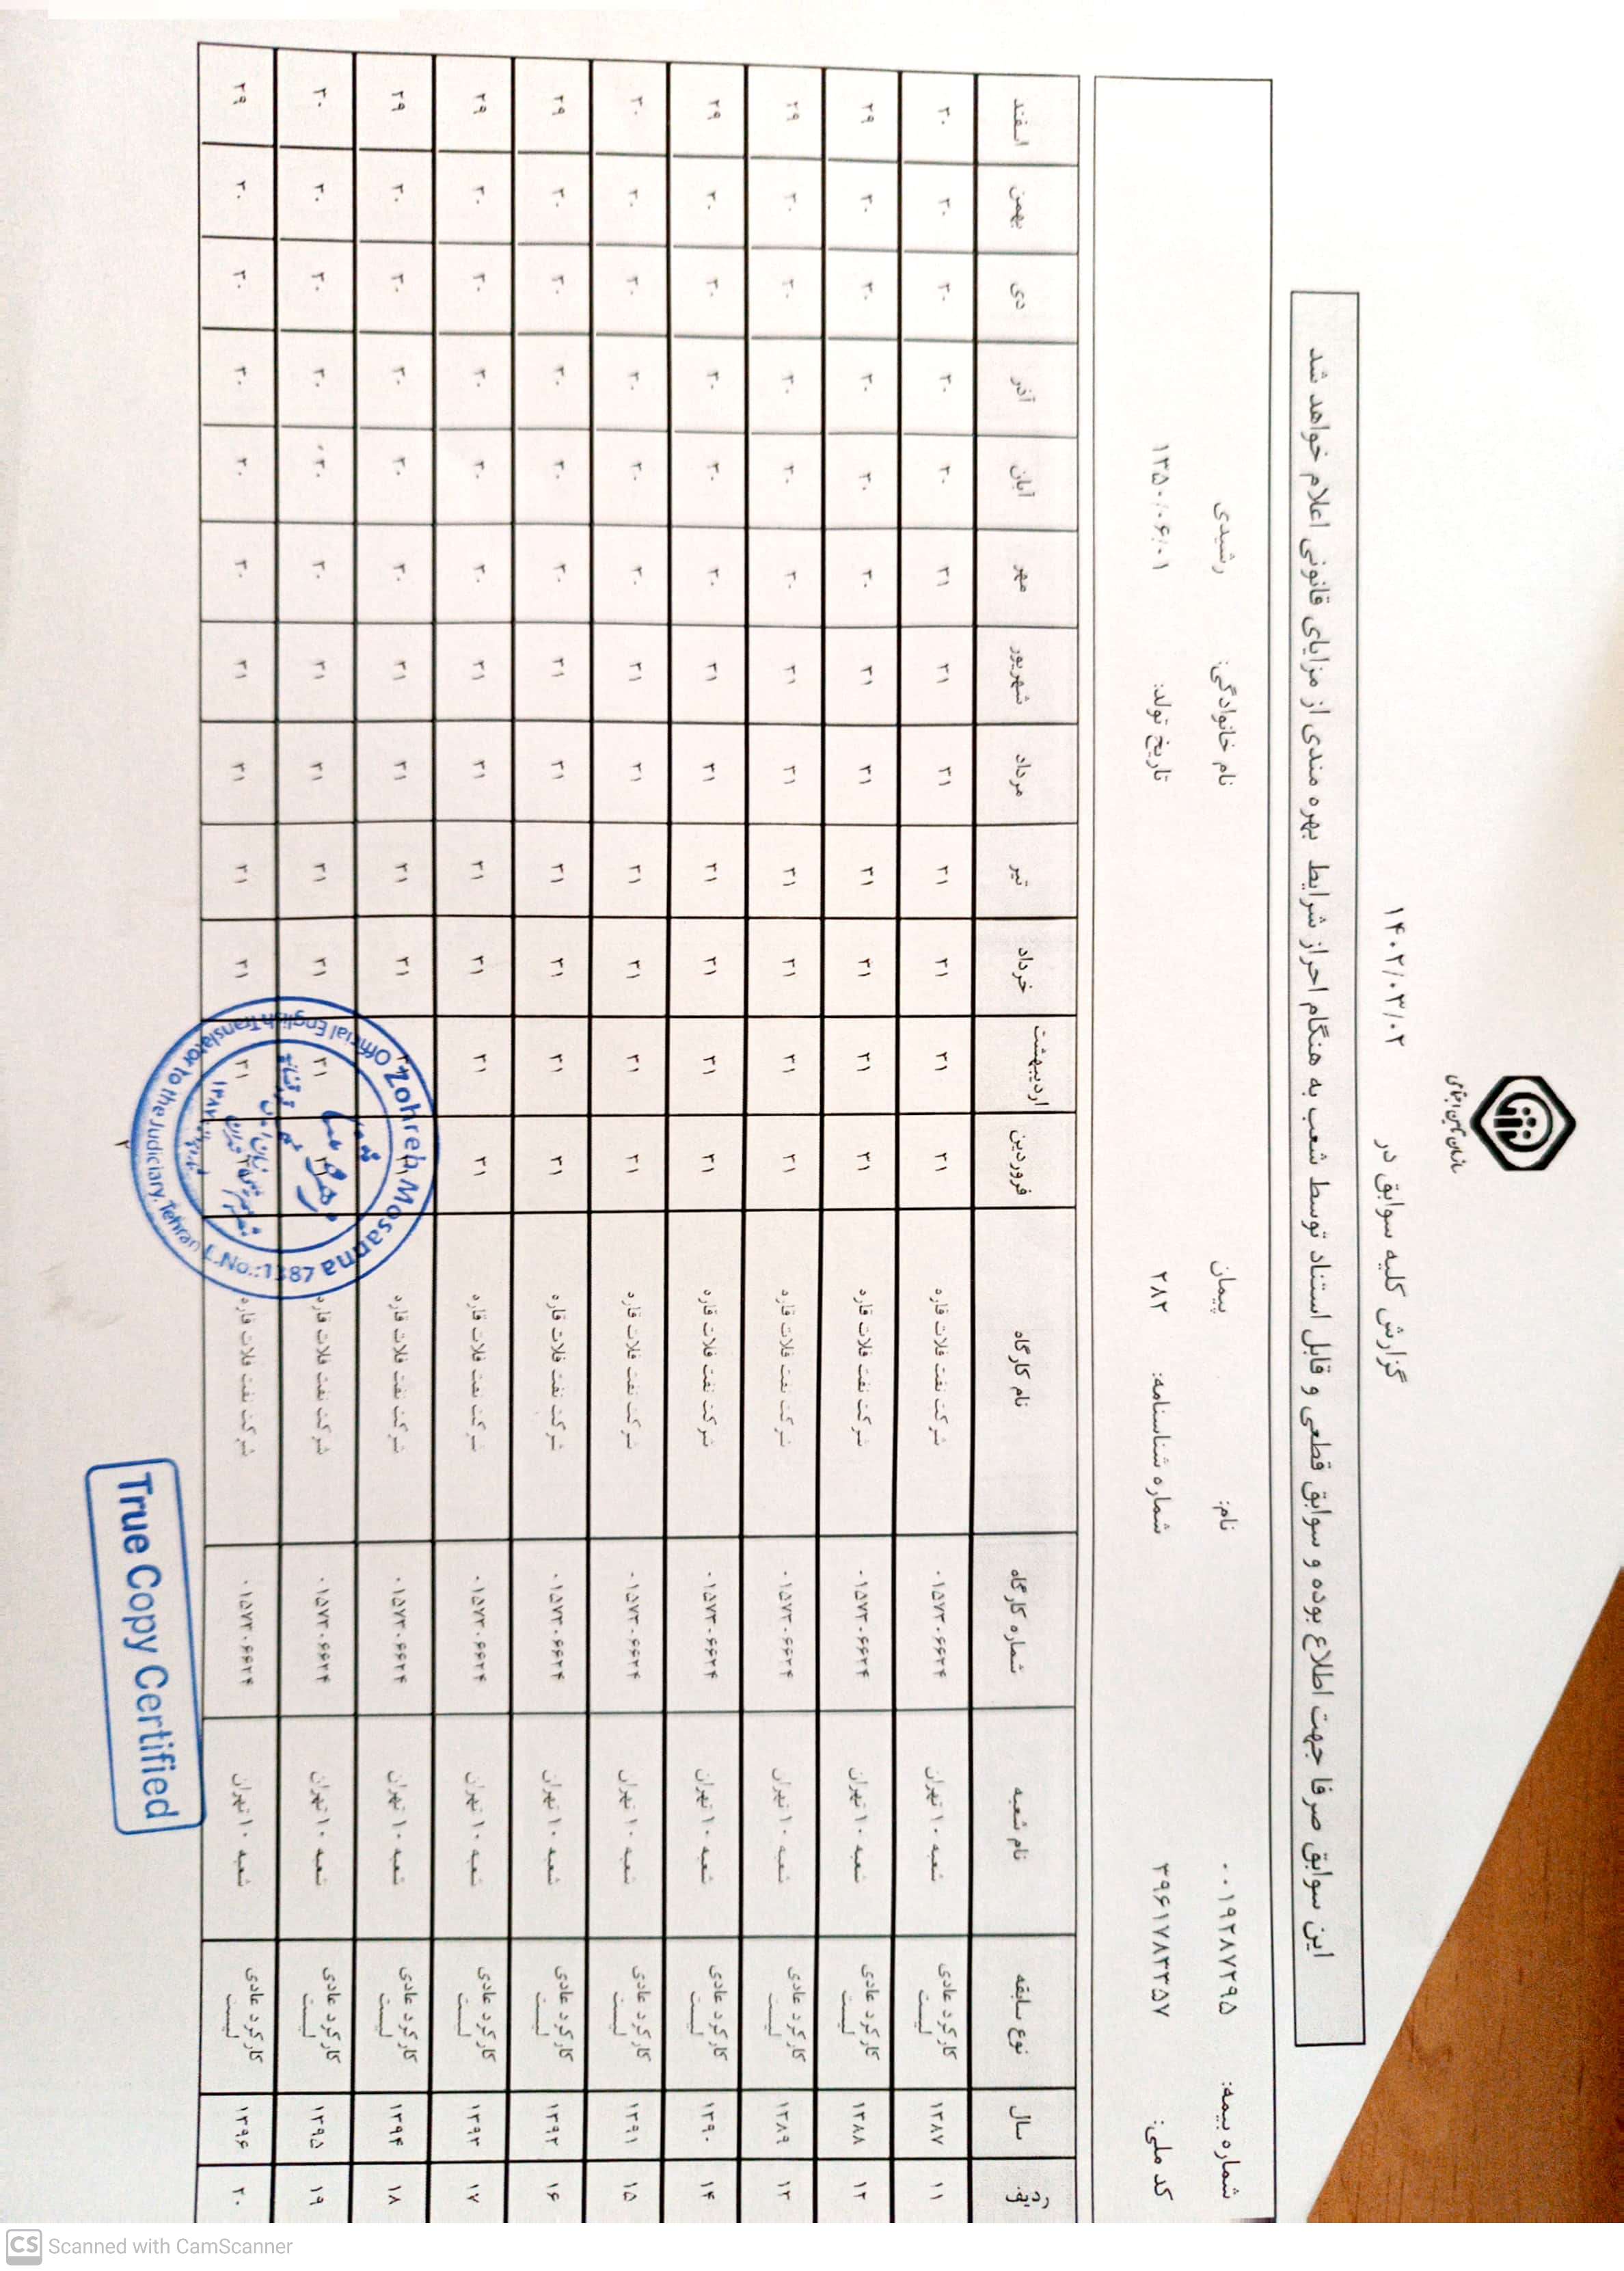 سازمان تامین اجتماعی
گزارش کلیه سوابق در ۱۴۰۲/۰۳/۰۲
این سوابق صرفا جهت اطلاع بوده و سوابق قطعی و قابل استناد توسط شعب به هنگام احراز شرایط بهره مندی از مزایای قانونی اعلام خواهد شد
شماره بیمه: ۰۰۱۹۲۸۷۲۹۵ نام: پیمان نام خانوادگی: رشیدی
کد ملی: ۳۹۶۱۷۸۳۳۵۷ شماره شناسنامه: ۲۸۲ تاریخ تولد: ۱۳۵۰/۰۶/۰۱
ردیف سال نوع سابقه نام شعبه شماره کارگاه نام کارگاه فروردین اردیبهشت خرداد تیر مرداد شهریور مهر آبان آذر دی بهمن اسفند
۱۱ ۱۳۸۷ کارکرد عادی لیست شعبه ۱۰ تهران ۰۱۵۷۳۰۶۶۲۴ شرکت نفت فلات قاره ۳۱ ۳۱ ۳۱ ۳۱ ۳۱ ۳۱ ۳۱ ۳۰ ۳۰ ۳۰ ۳۰ ۳۰
۱۲ ۱۳۸۸ کارکرد عادی لیست شعبه ۱۰ تهران ۰۱۵۷۳۰۶۶۲۴ شرکت نفت فلات قاره ۳۱ ۳۱ ۳۱ ۳۱ ۳۱ ۳۱ ۳۰ ۳۰ ۳۰ ۳۰ ۳۰ ۲۹
۱۳ ۱۳۸۹ کارکرد عادی لیست شعبه ۱۰ تهران ۰۱۵۷۳۰۶۶۲۴ شرکت نفت فلات قاره ۳۱ ۳۱ ۳۱ ۳۱ ۳۱ ۳۱ ۳۰ ۳۰ ۳۰ ۳۰ ۳۰ ۲۹
۱۴ ۱۳۹۰ کارکرد عادی لیست شعبه ۱۰ تهران ۰۱۵۷۳۰۶۶۲۴ شرکت نفت فلات قاره ۳۱ ۳۱ ۳۱ ۳۱ ۳۱ ۳۱ ۳۰ ۳۰ ۳۰ ۳۰ ۳۰ ۲۹
۱۵ ۱۳۹۱ کارکرد عادی لیست شعبه ۱۰ تهران ۰۱۵۷۳۰۶۶۲۴ شرکت نفت فلات قاره ۳۱ ۳۱ ۳۱ ۳۱ ۳۱ ۳۱ ۳۰ ۳۰ ۳۰ ۳۰ ۳۰ ۳۰
۱۶ ۱۳۹۲ کارکرد عادی لیست شعبه ۱۰ تهران ۰۱۵۷۳۰۶۶۲۴ شرکت نفت فلات قاره ۳۱ ۳۱ ۳۱ ۳۱ ۳۱ ۳۱ ۳۰ ۳۰ ۳۰ ۳۰ ۳۰ ۲۹
۱۷ ۱۳۹۳ کارکرد عادی لیست شعبه ۱۰ تهران ۰۱۵۷۳۰۶۶۲۴ شرکت نفت فلات قاره ۳۱ ۳۱ ۳۱ ۳۱ ۳۱ ۳۱ ۳۰ ۳۰ ۳۰ ۳۰ ۳۰ ۲۹
۱۸ ۱۳۹۴ کارکرد عادی لیست شعبه ۱۰ تهران ۰۱۵۷۳۰۶۶۲۴ شرکت نفت فلات قاره ۳۱ ۳۱ ۳۱ ۳۱ ۳۱ ۳۱ ۳۰ ۳۰ ۳۰ ۳۰ ۳۰ ۲۹
۱۹ ۱۳۹۵ کارکرد عادی لیست شعبه ۱۰ تهران ۰۱۵۷۳۰۶۶۲۴ شرکت نفت فلات قاره ۳۱ ۳۱ ۳۱ ۳۱ ۳۱ ۳۱ ۳۰ ۳۰ ۳۰ ۳۰ ۳۰ ۳۰
۲۰ ۱۳۹۶ کارکرد عادی لیست شعبه ۱۰ تهران ۰۱۵۷۳۰۶۶۲۴ شرکت نفت فلات قاره ۳۱ ۳۱ ۳۱ ۳۱ ۳۱ ۳۱ ۳۰ ۳۰ ۳۰ ۳۰ ۳۰ ۲۹
Zohreh Mosanna
Official English Translator to the Judiciary, Tehran L.No.:1387
۱۳۸۷
۲
True Copy Certified
CS Scanned with CamScanner